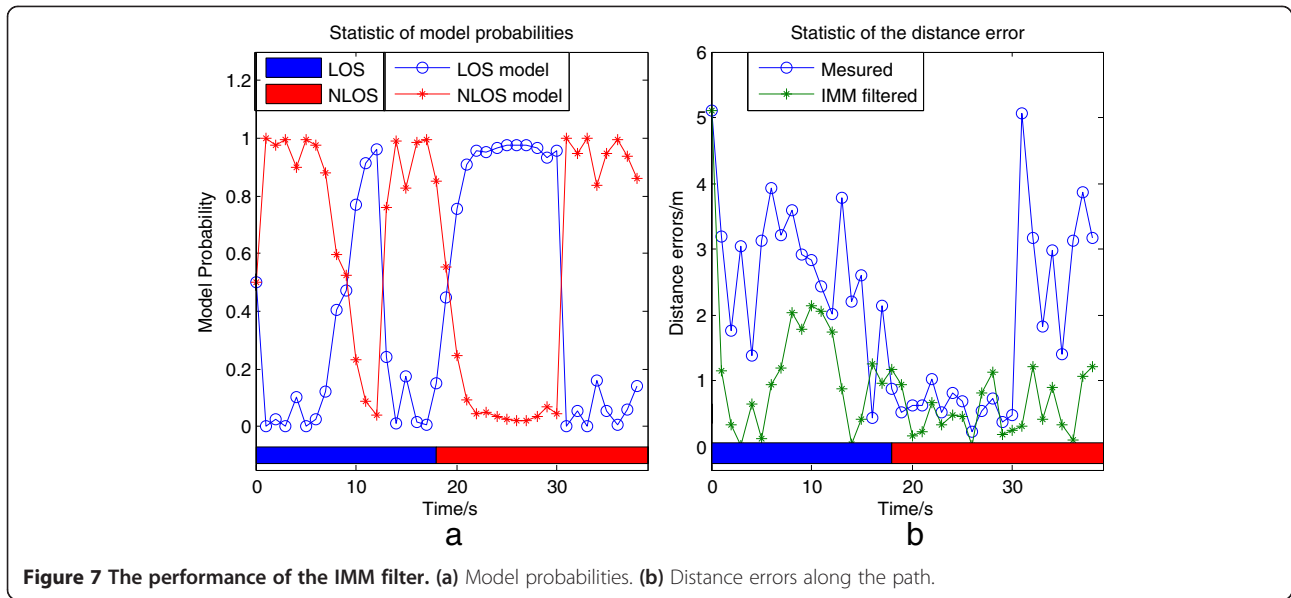 Statistic of model probabilities
1.2
1
0.8
0.6
0.4
0.2
0
Model Probability
LOS
NLOS
LOS model
NLOS model
0
10
20
30
Time/s
a
Statistic of the distance error
6
5
4
3
2
1
0
Distance errors/m
Mesured
IMM filtered
0
10
20
30
Time/s
b
Figure 7 The performance of the IMM filter. (a) Model probabilities. (b) Distance errors along the path.